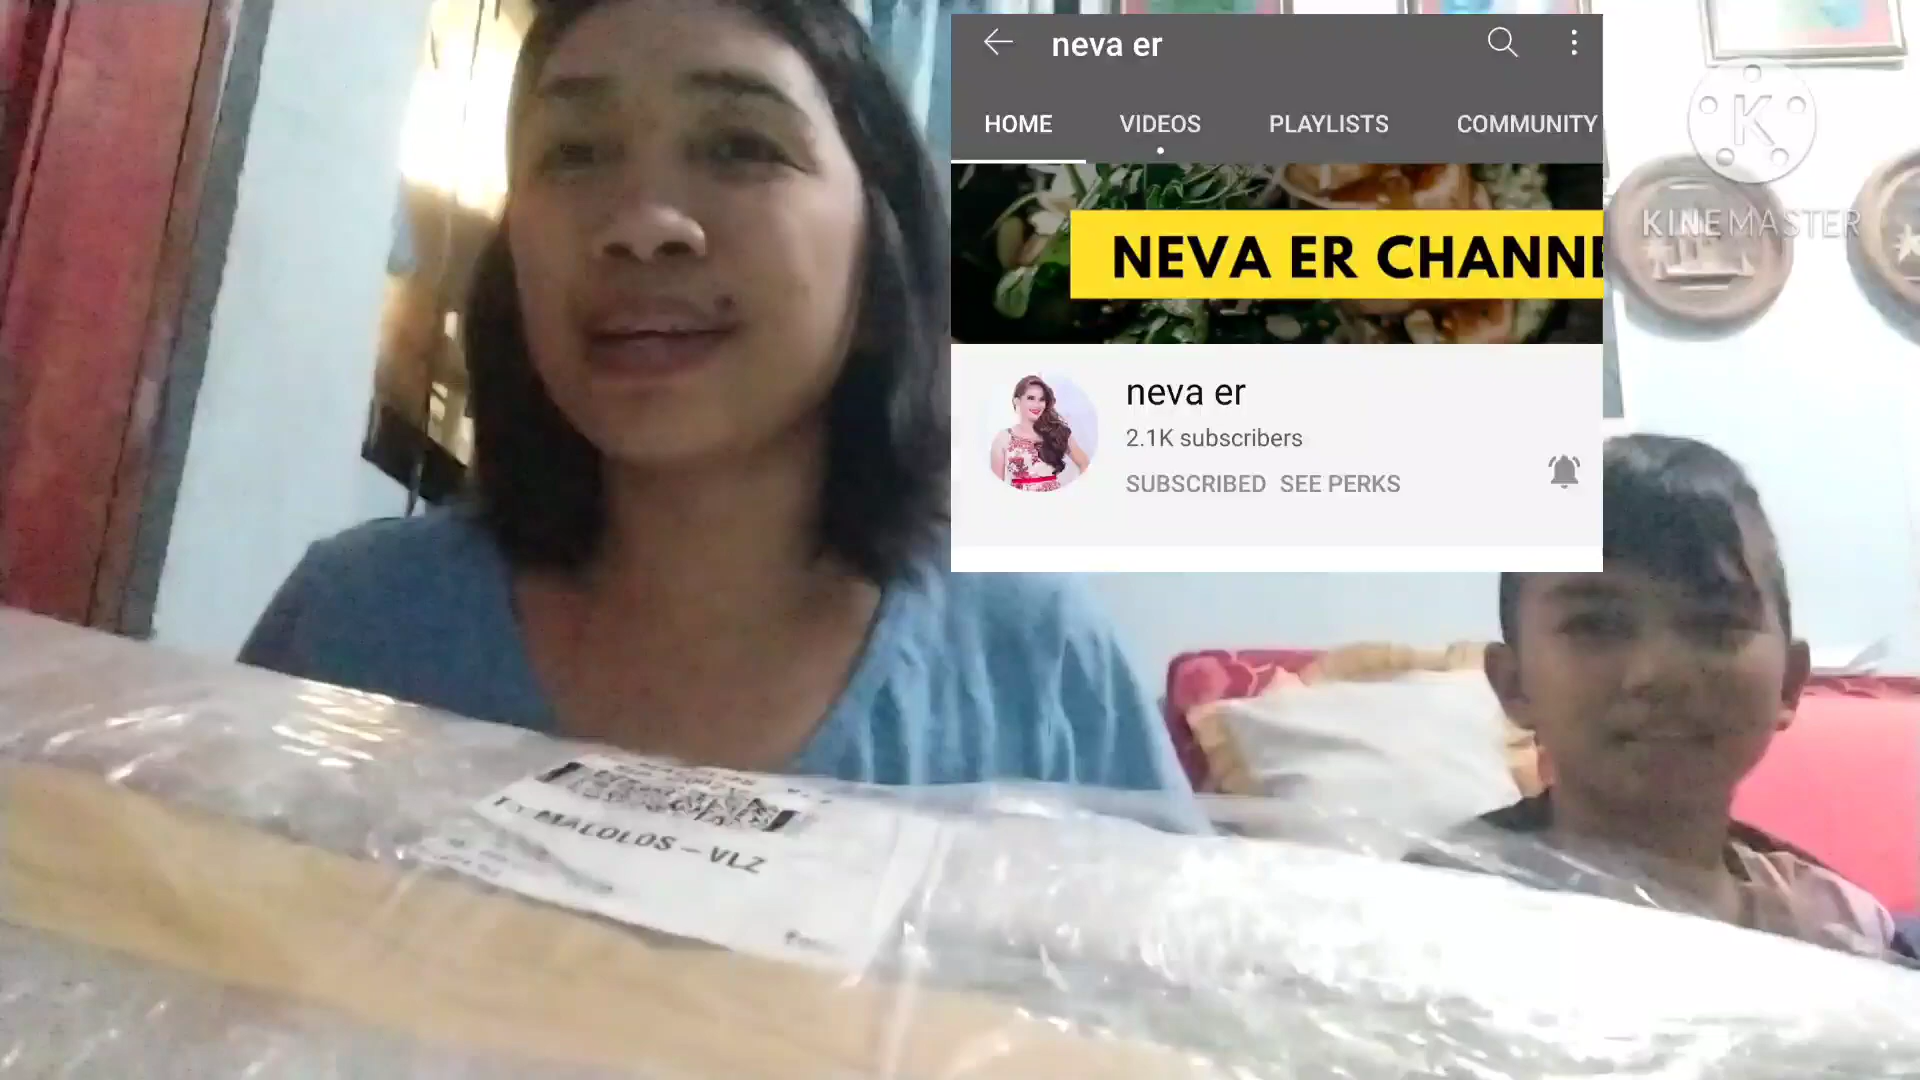 neva er
HOME VIDEOS PLAYLISTS COMMUNITY
NEVA ER CHANNE
neva er
2.1K subscribers
SUBSCRIBED SEE PERKS
K
KINEMASTER
MALOLOS - VLZ